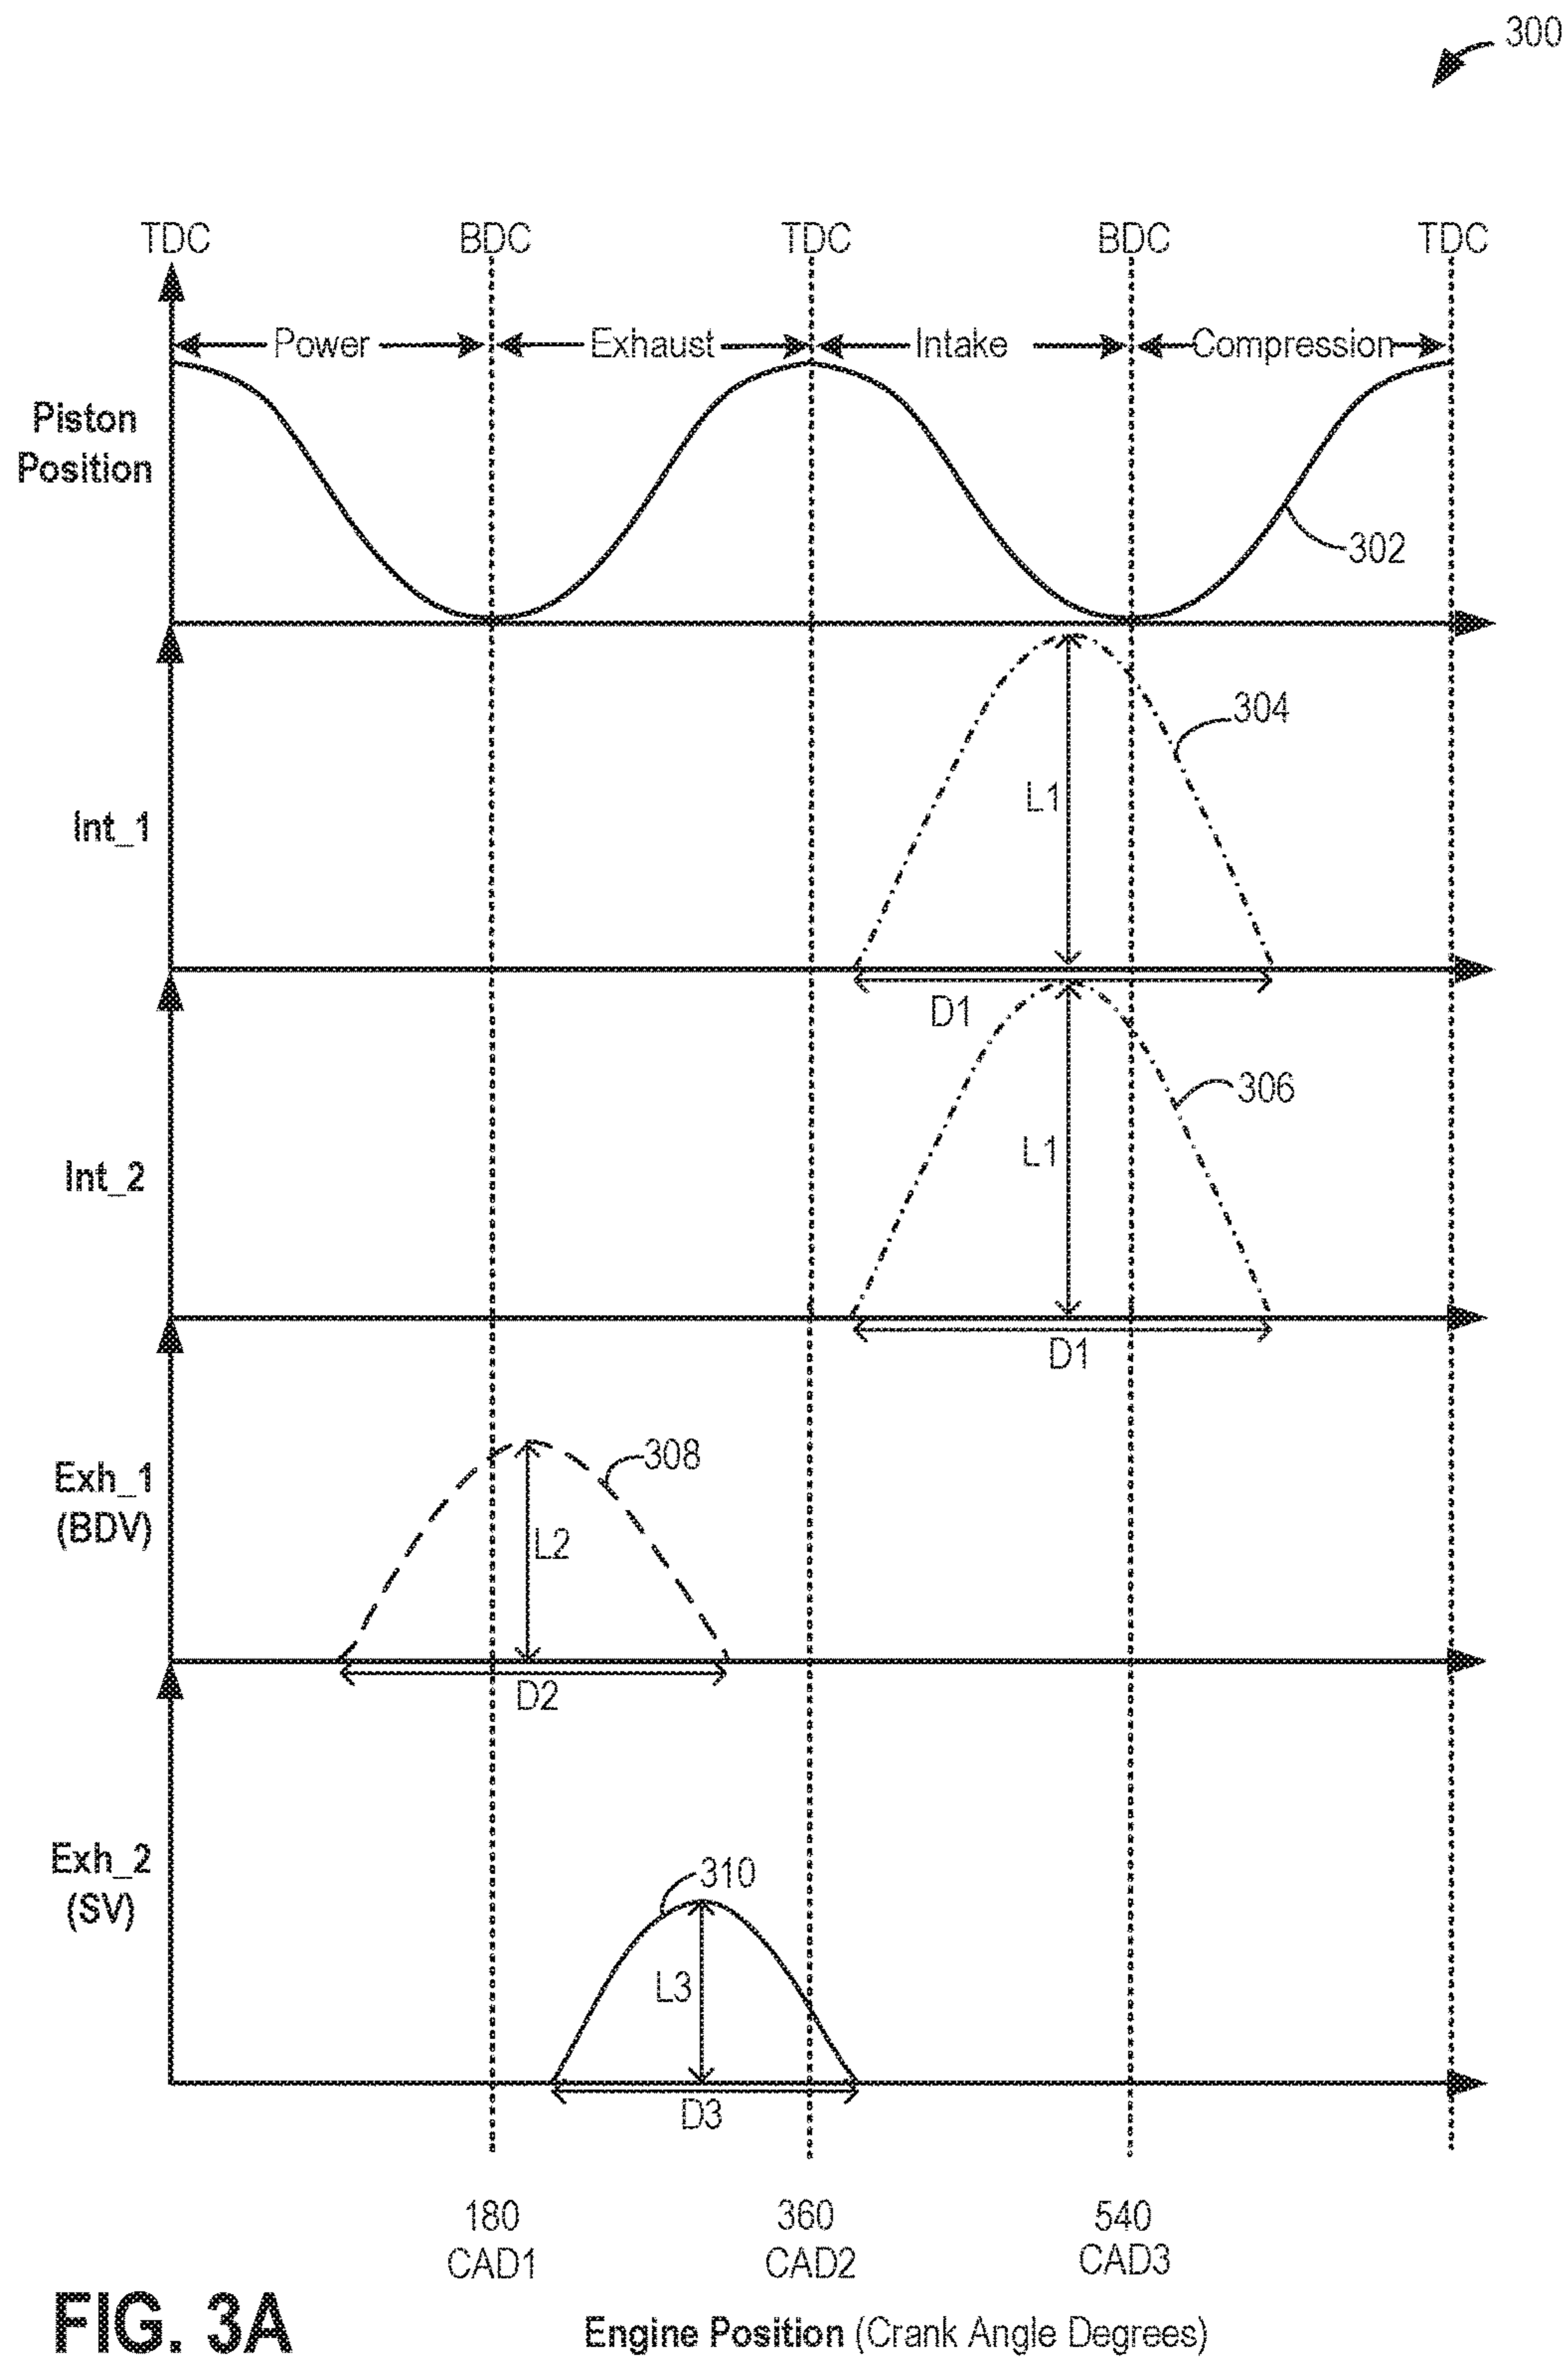 300
TDC BDC TDC BDC TDC
Power Exhaust Intake Compression
Piston
Position
302
304
L1
Int_1
D1
306
L1
Int_2
D1
308
Exh_1
(BDV)
L2
D2
310
Exh_2
(SV)
L3
D3
180 360 540
CAD1 CAD2 CAD3
FIG. 3A
Engine Position (Crank Angle Degrees)